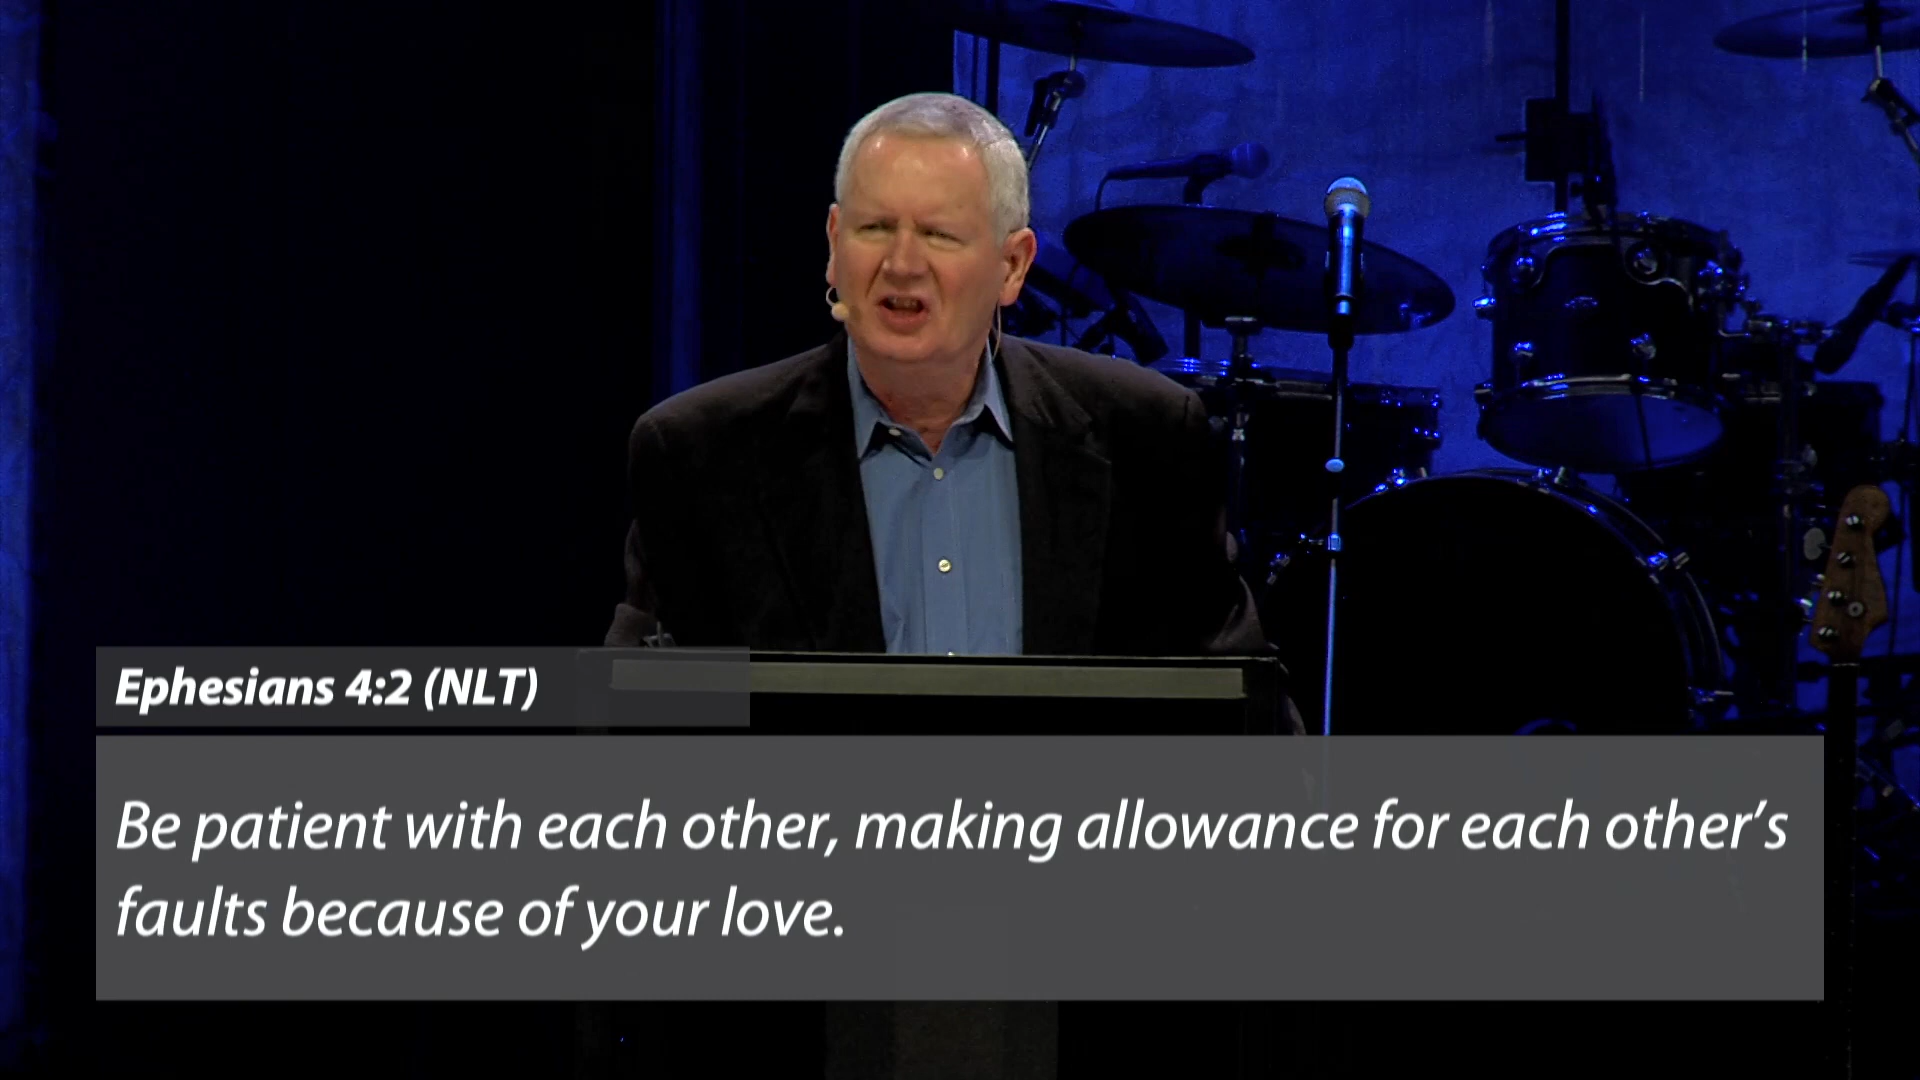 Ephesians 4:2 (NLT)
Be patient with each other, making allowance for each other’s
faults because of your love.